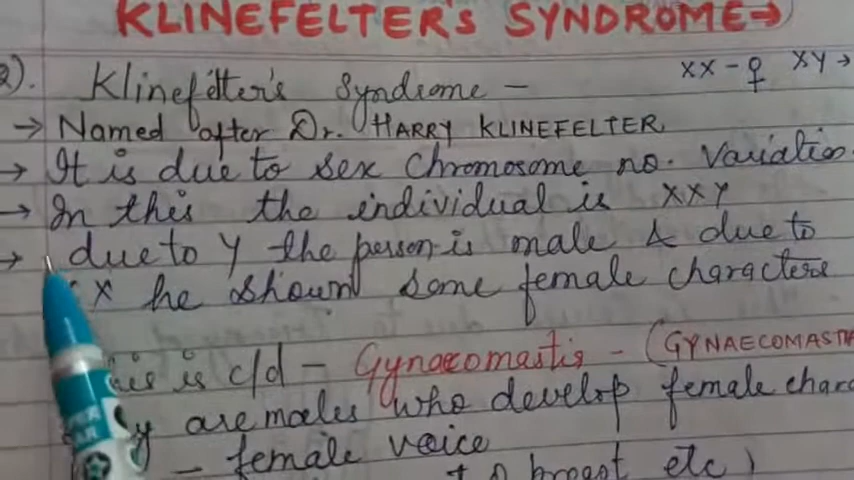 KLINEFELTER'S SYNDROME→
2). Klinefelter's Syndrome – XX - ♀ XY →
→ Named after Dr. HARRY KLINEFELTER.
→ It is due to sex chromosome no. Variation
→ In this the individual is XXY
→ due to Y the person is male & due to
X he shown some female characters
is c/d – Gynaecomastia – (GYNAECOMASTIA
are males who develop female chara
– female voice
breast etc)